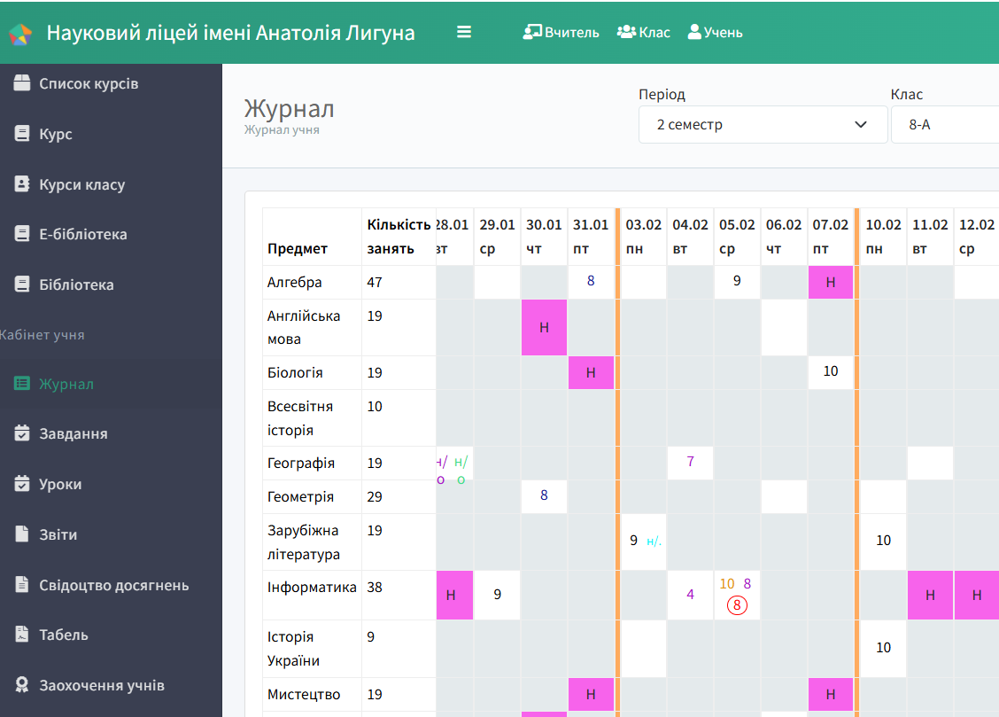 Науковий ліцей імені Анатолія Лигуна
Вчитель Клас Учень
Список курсів
Курс
Курси класу
Е-бібліотека
Бібліотека
Кабінет учня
Журнал
Завдання
Уроки
Звіти
Свідоцтво досягнень
Табель
Заохочення учнів
Журнал
Журнал учня
Період
2 семестр
Клас
8-А
Предмет Кількість занять 28.01 вт 29.01 ср 30.01 чт 31.01 пт 03.02 пн 04.02 вт 05.02 ср 06.02 чт 07.02 пт 10.02 пн 11.02 вт 12.02 ср
Алгебра 47 8 9 Н
Англійська
мова 19 Н
Біологія 19 Н 10
Всесвітня
історія 10
Географія 19 н/о н/о 7
Геометрія 29 8
Зарубіжна
література 19 9 н/. 10
Інформатика 38 Н 9 4 10 8 8 Н Н
Історія
України 9 10
Мистецтво 19 Н Н